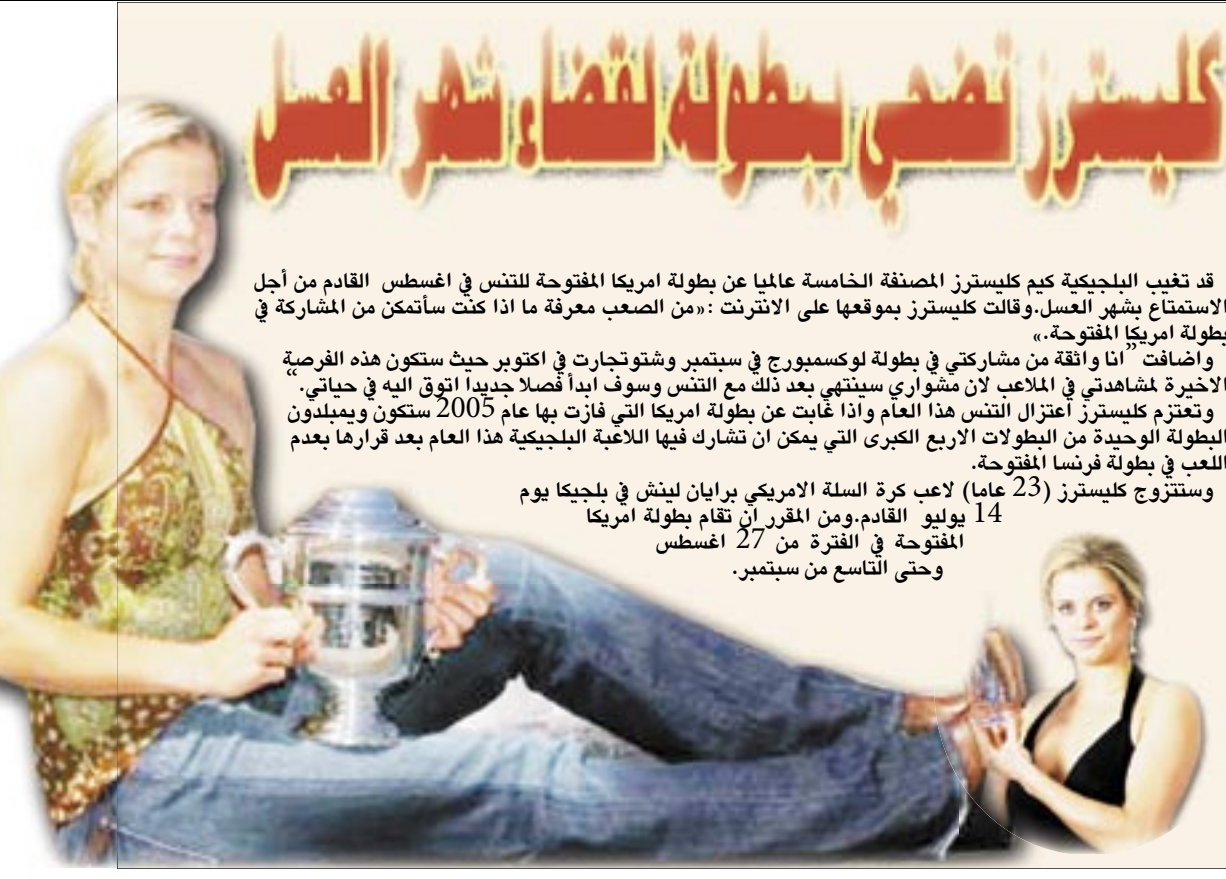 كليسترز تضحي ببطولة لقضاء شهر العسل
قد تغيب البلجيكية كيم كليسترز المصنفة الخامسة عالميا عن بطولة امريكا المفتوحة للتنس في اغسطس القادم من أجل
الاستمتاع بشهر العسل.وقالت كليسترز بموقعها على الانترنت :«من الصعب معرفة ما اذا كنت سأتمكن من المشاركة في
بطولة امريكا المفتوحة.»
واضافت ”انا واثقة من مشاركتي في بطولة لوكسمبورج في سبتمبر وشتوتجارت في اكتوبر حيث ستكون هذه الفرصة
الاخيرة لمشاهدتي في الملاعب لان مشواري سينتهي بعد ذلك مع التنس وسوف ابدأ فصلا جديدا اتوق اليه في حياتي.“
وتعتزم كليسترز اعتزال التنس هذا العام واذا غابت عن بطولة امريكا التي فازت بها عام 2005 ستكون ويمبلدون
البطولة الوحيدة من البطولات الاربع الكبرى التي يمكن ان تشارك فيها اللاعبة البلجيكية هذا العام بعد قرارها بعدم
اللعب في بطولة فرنسا المفتوحة.
وستتزوج كليسترز (23 عاما) لاعب كرة السلة الامريكي برايان لينش في بلجيكا يوم
14 يوليو القادم.ومن المقرر ان تقام بطولة امريكا
المفتوحة في الفترة من 27 اغسطس
وحتى التاسع من سبتمبر.